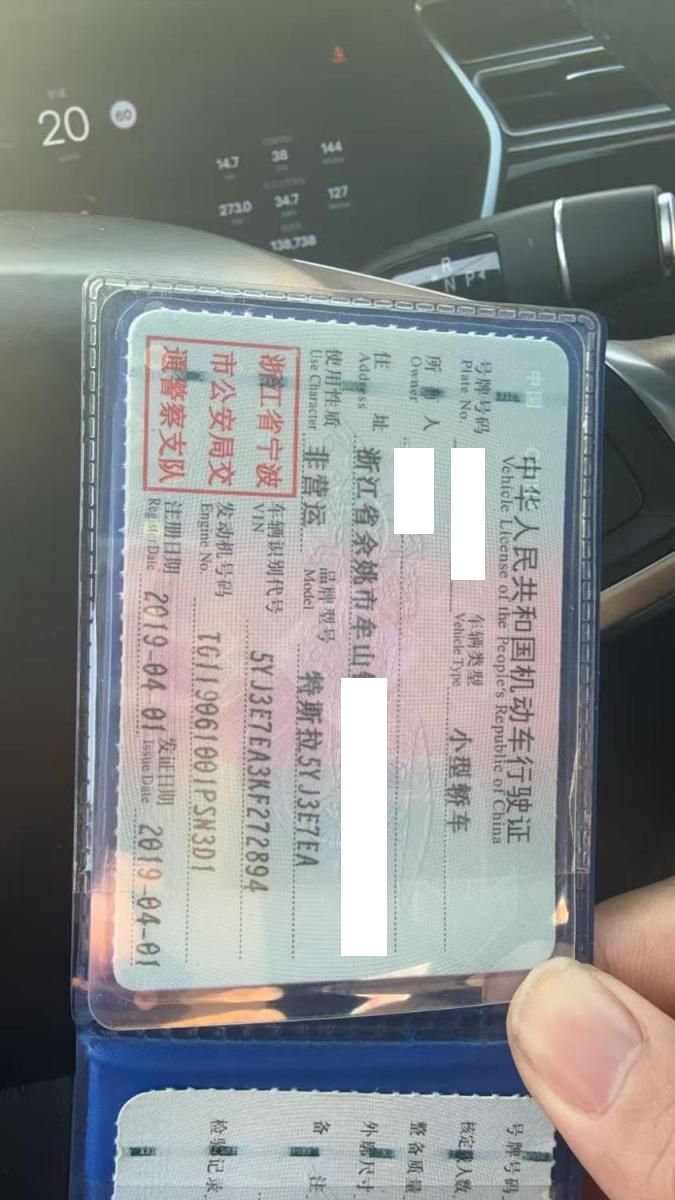 20
60
14.7 38 144
273.0 34.7 127
138,738
R
N P
中国
中华人民共和国机动车行驶证
Vehicle License of the People's Republic of China
号牌号码
Plate No.
车辆类型
Vehicle Type
小型轿车
所有人
Owner
住址
Address
浙江省余姚市牟山
使用性质
Use Character
非营运
品牌型号
Model
特斯拉5YJ3E7EA
浙江省宁波
市公安局交
通警察支队
车辆识别代号
VIN
5YJ3E7EA3KF272894
发动机号码
Engine No.
TG119061001PSN3D1
注册日期
Register Date
2019-04-01
发证日期
Issue Date
2019-04-01
号牌号码
核定载人数
整备质量
外廓尺寸
备注
检验记录